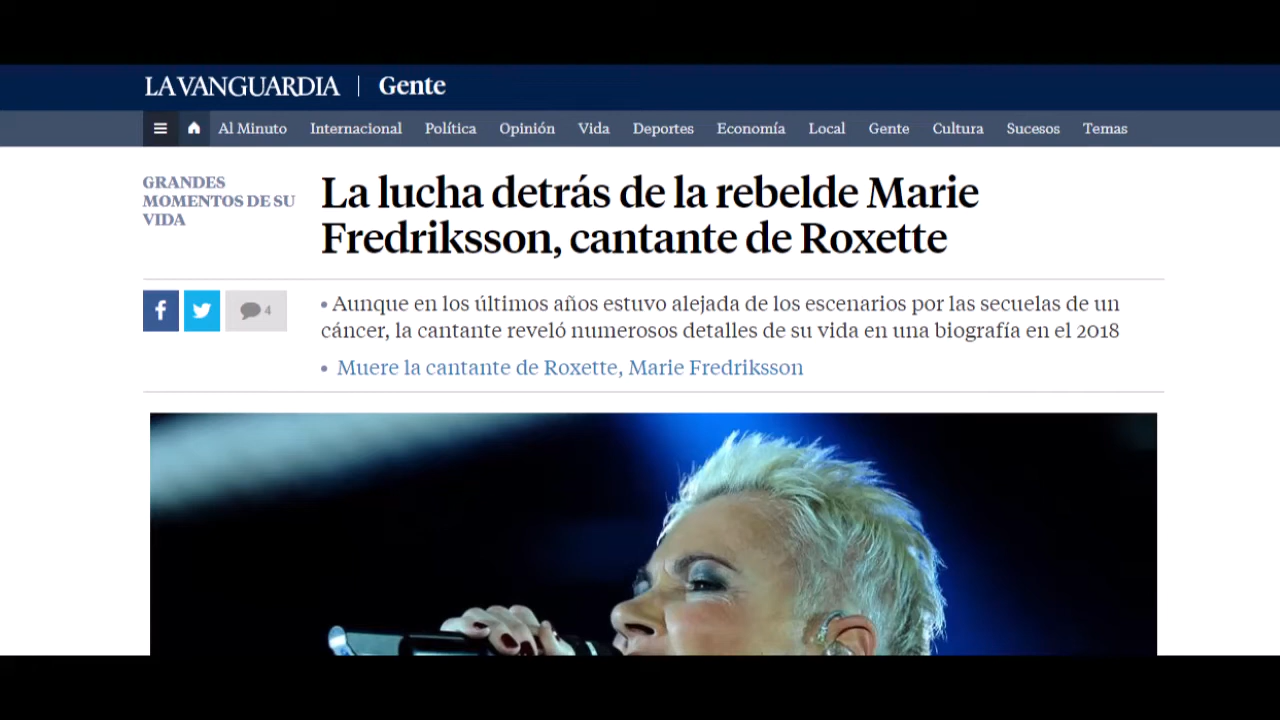 LAVANGUARDIA | Gente
Al Minuto Internacional Política Opinión Vida Deportes Economía Local Gente Cultura Sucesos Temas
GRANDES
MOMENTOS DE SU
VIDA
La lucha detrás de la rebelde Marie
Fredriksson, cantante de Roxette
4
• Aunque en los últimos años estuvo alejada de los escenarios por las secuelas de un
cáncer, la cantante reveló numerosos detalles de su vida en una biografía en el 2018
• Muere la cantante de Roxette, Marie Fredriksson